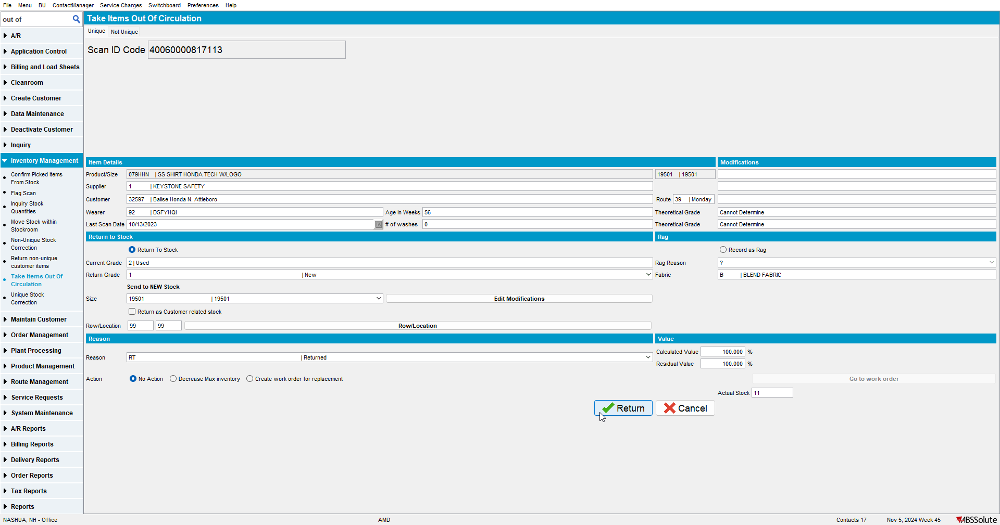 File Menu BU ContactManager Service Charges Switchboard Preferences Help
out of
Take Items Out Of Circulation
Unique Not Unique
Scan ID Code 40060000817113
A/R
Application Control
Billing and Load Sheets
Cleanroom
Create Customer
Data Maintenance
Deactivate Customer
Inquiry
Inventory Management
Confirm Picked Items
From Stock
Flag Scan
Inquiry Stock
Quantities
Move Stock within
Stockroom
Non-Unique Stock
Correction
Return non-unique
customer items
Take Items Out Of
Circulation
Unique Stock
Correction
Maintain Customer
Order Management
Plant Processing
Product Management
Route Management
Service Requests
System Maintenance
A/R Reports
Billing Reports
Delivery Reports
Order Reports
Tax Reports
Reports
Item Details Modifications
Product/Size 079HHN | SS SHIRT HONDA TECH W/LOGO 19501 | 19501
Supplier 1 | KEYSTONE SAFETY
Customer 32597 | Balise Honda N. Attleboro Route 39 | Monday
Wearer 92 | DSFYHQI Age in Weeks 56 Theoretical Grade Cannot Determine
Last Scan Date 10/13/2023 # of washes 0 Theoretical Grade Cannot Determine
Return to Stock Rag
Return To Stock Record as Rag
Current Grade 2 | Used Rag Reason ?
Return Grade 1 | New Fabric B | BLEND FABRIC
Send to NEW Stock
Size 19501 | 19501 Edit Modifications
Return as Customer related stock
Row/Location 99 99 Row/Location
Reason Value
Calculated Value 100.000 %
Reason RT | Returned
Residual Value 100.000 %
Action No Action Decrease Max inventory Create work order for replacement Go to work order
Actual Stock 11
Return Cancel
NASHUA, NH - Office AMD Contacts 17 Nov 5, 2024 Week 45 ABSSolute